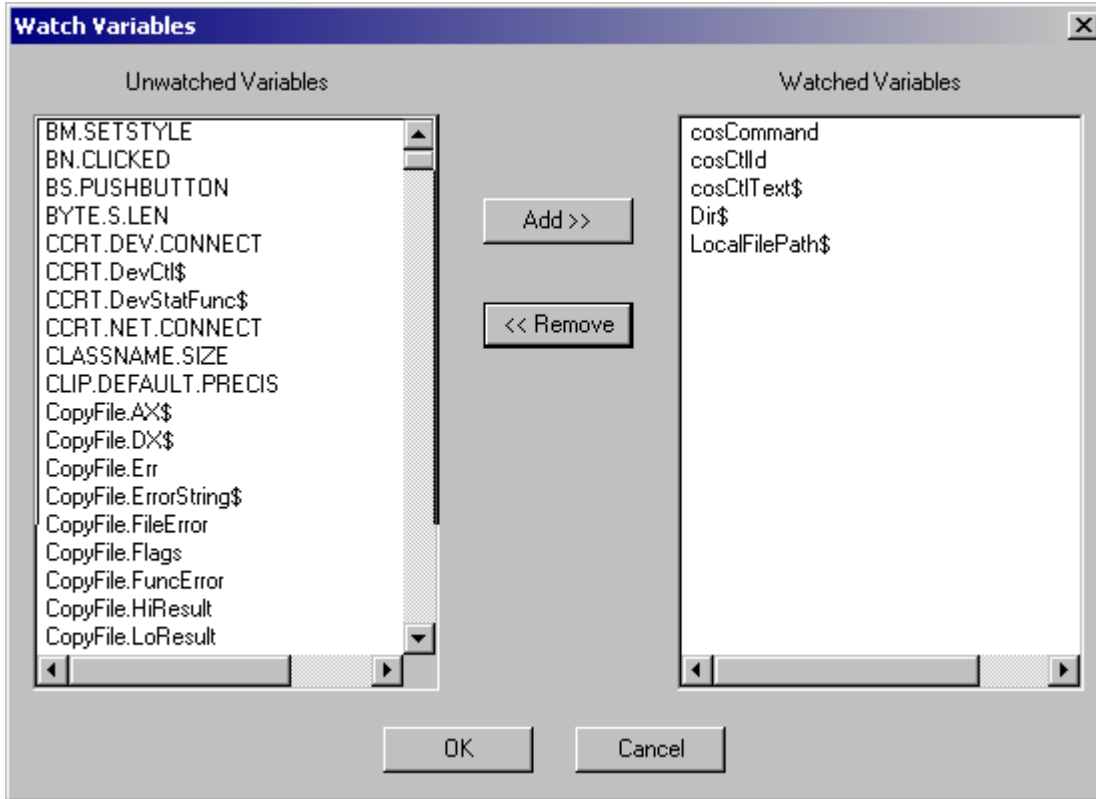 Watch Variables
Unwatched Variables
BM.SETSTYLE
BN.CLICKED
BS.PUSHBUTTON
BYTE.S.LEN
CCRT.DEV.CONNECT
CCRT.DevCtl$
CCRT.DevStatFunc$
CCRT.NET.CONNECT
CLASSNAME.SIZE
CLIP.DEFAULT.PRECIS
CopyFile.AX$
CopyFile.DX$
CopyFile.Err
CopyFile.ErrorString$
CopyFile.FileError
CopyFile.Flags
CopyFile.FuncError
CopyFile.HiResult
CopyFile.LoResult
Add >>
<< Remove
Watched Variables
cosCommand
cosCtlId
cosCtlText$
Dir$
LocalFilePath$
OK
Cancel